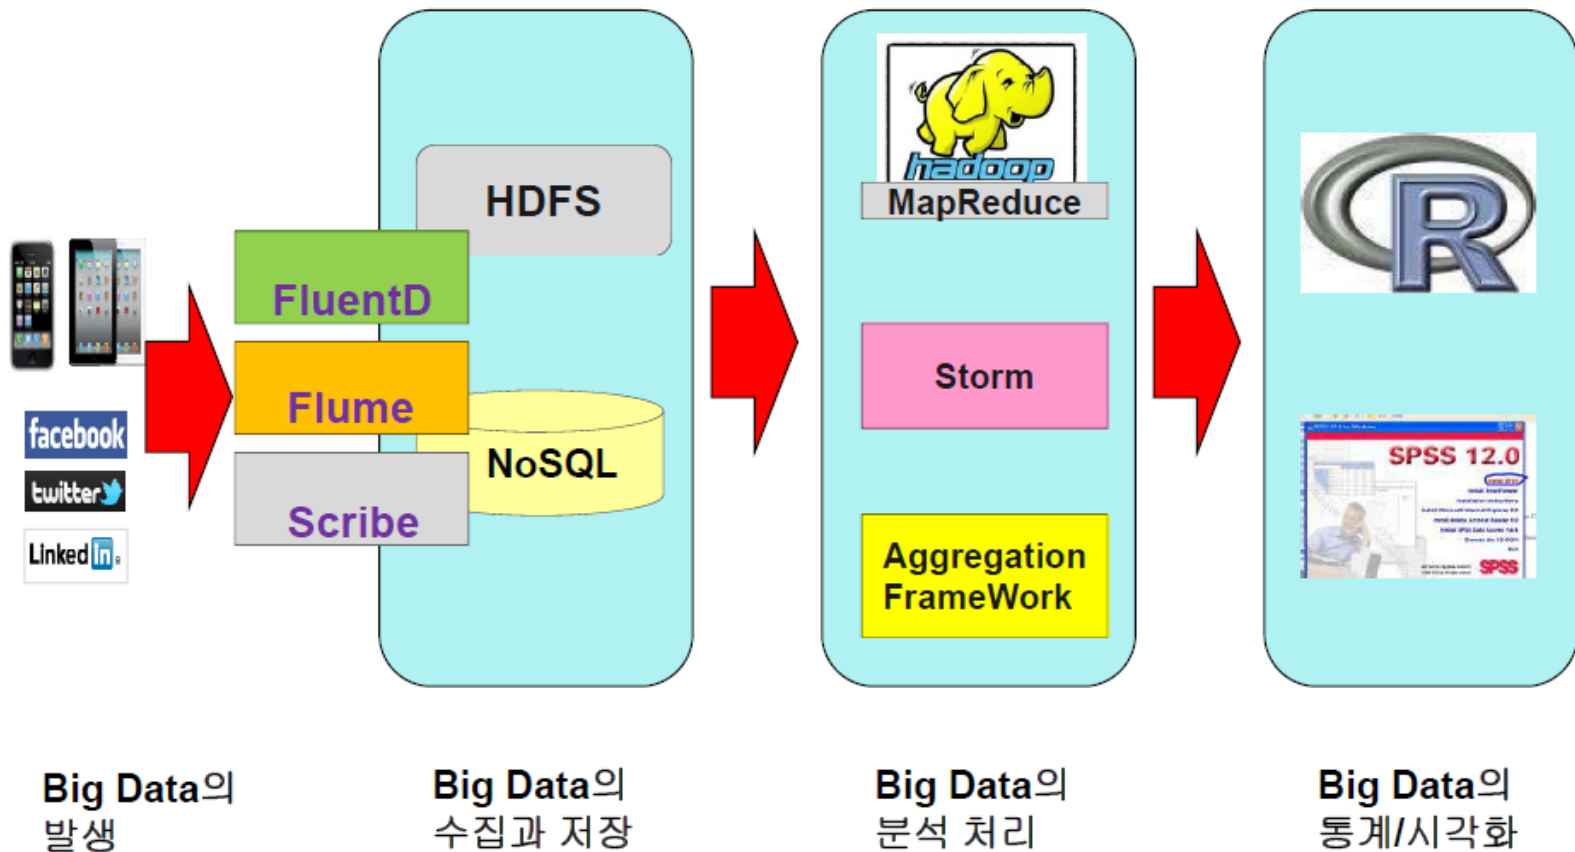 facebook
twitter
Linked in
FluentD
Flume
Scribe
HDFS
NoSQL
hadoop
MapReduce
Storm
Aggregation
FrameWork
R
SPSS 12.0
Install SPSS
SPSS
Big Data의
발생
Big Data의
수집과 저장
Big Data의
분석 처리
Big Data의
통계/시각화